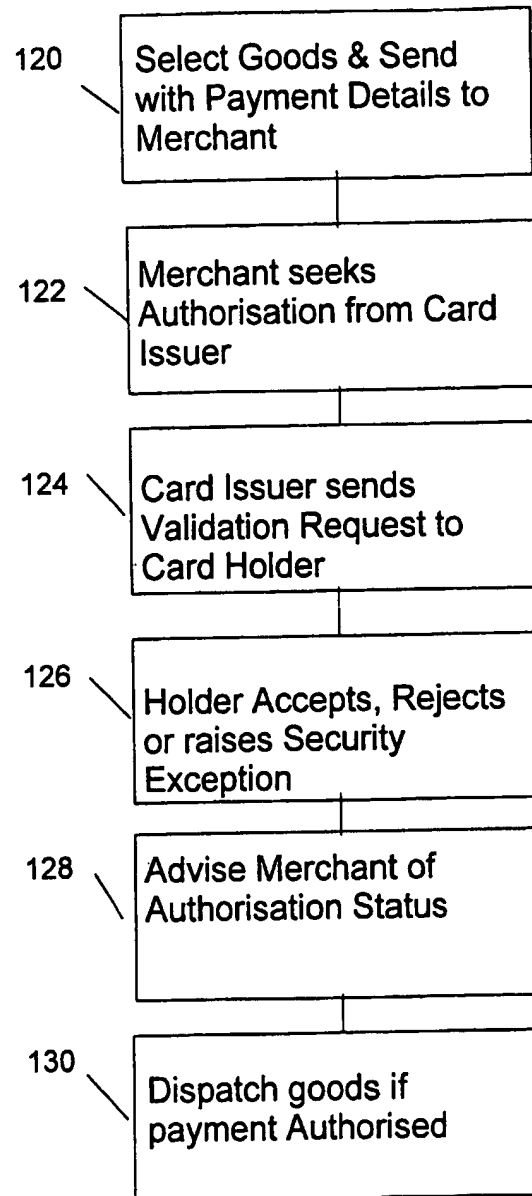 120
Select Goods & Send
with Payment Details to
Merchant
122
Merchant seeks
Authorisation from Card
Issuer
124
Card Issuer sends
Validation Request to
Card Holder
126
Holder Accepts, Rejects
or raises Security
Exception
128
Advise Merchant of
Authorisation Status
130
Dispatch goods if
payment Authorised